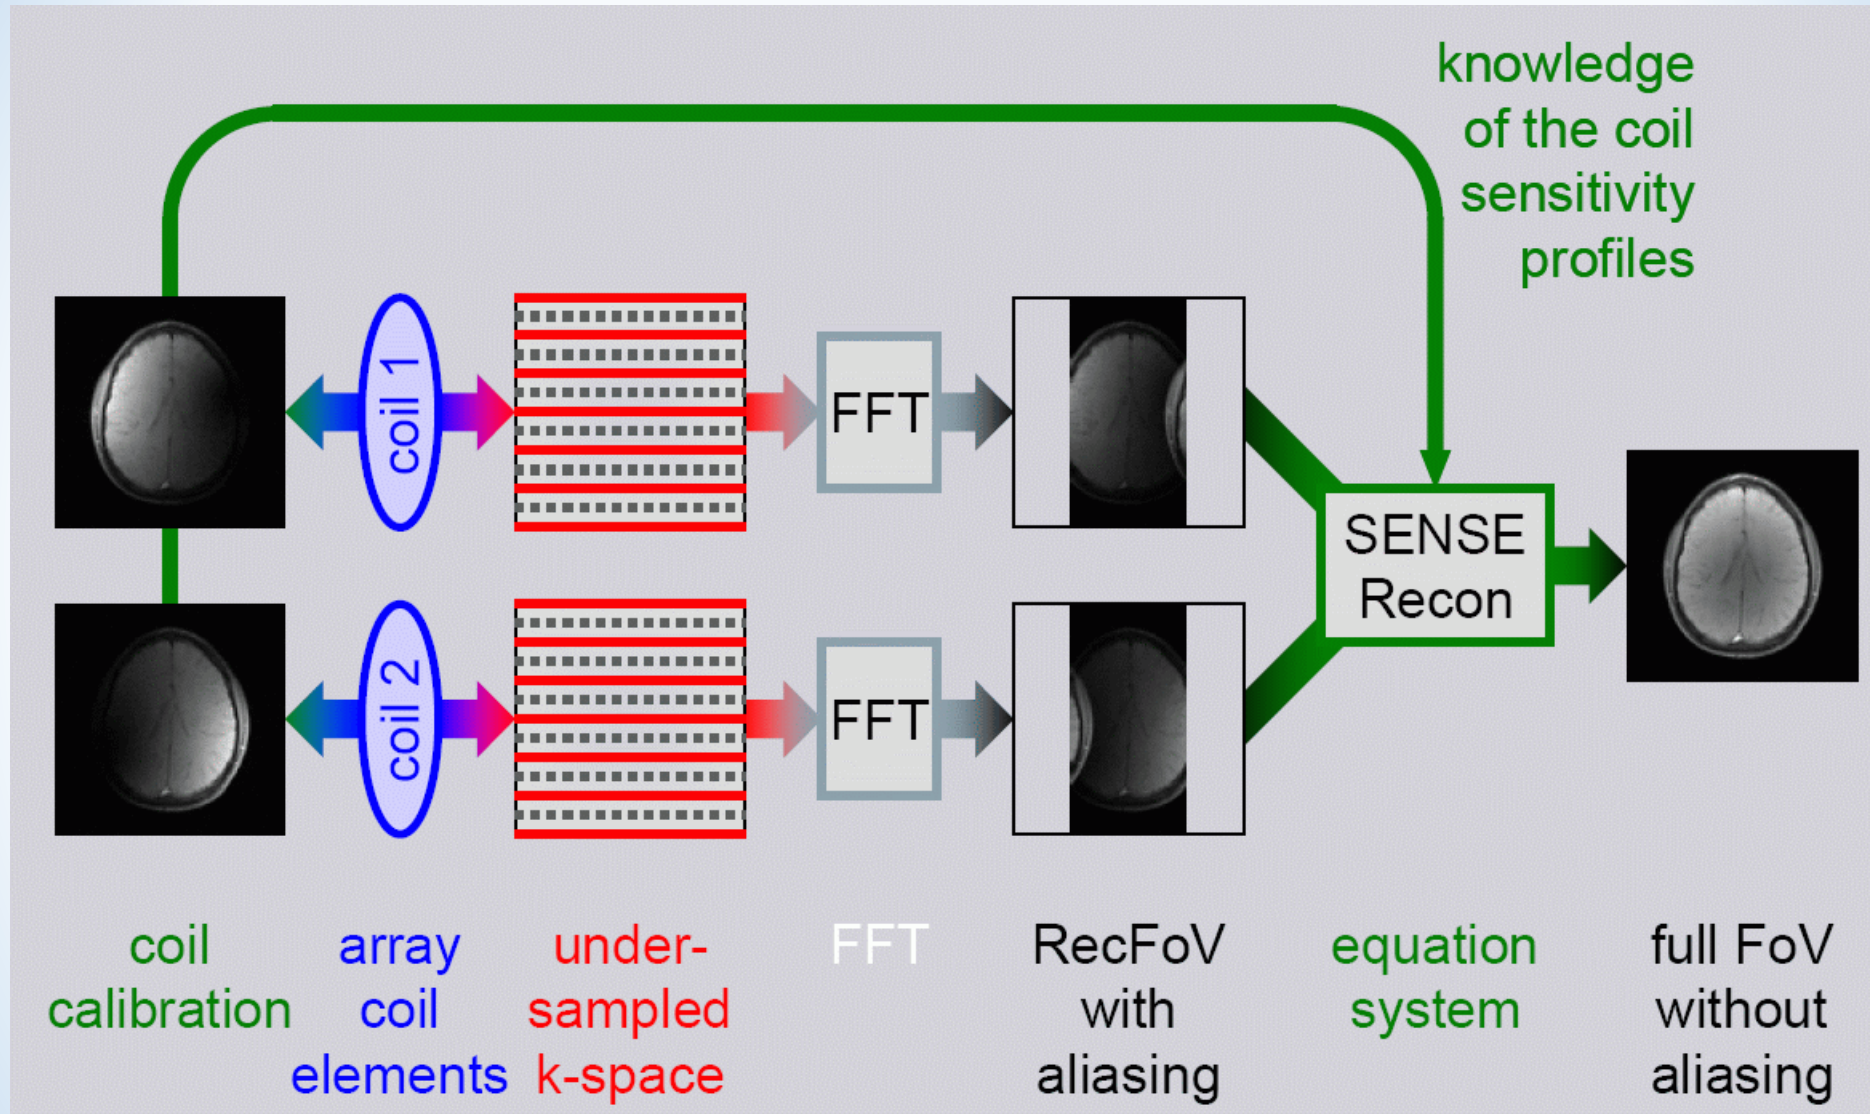 knowledge
of the coil
sensitivity
profiles
coil 1
FFT
SENSE
Recon
coil 2
FFT
coil
calibration
array
coil
elements
under-
sampled
k-space
FFT
RecFoV
with
aliasing
equation
system
full FoV
without
aliasing